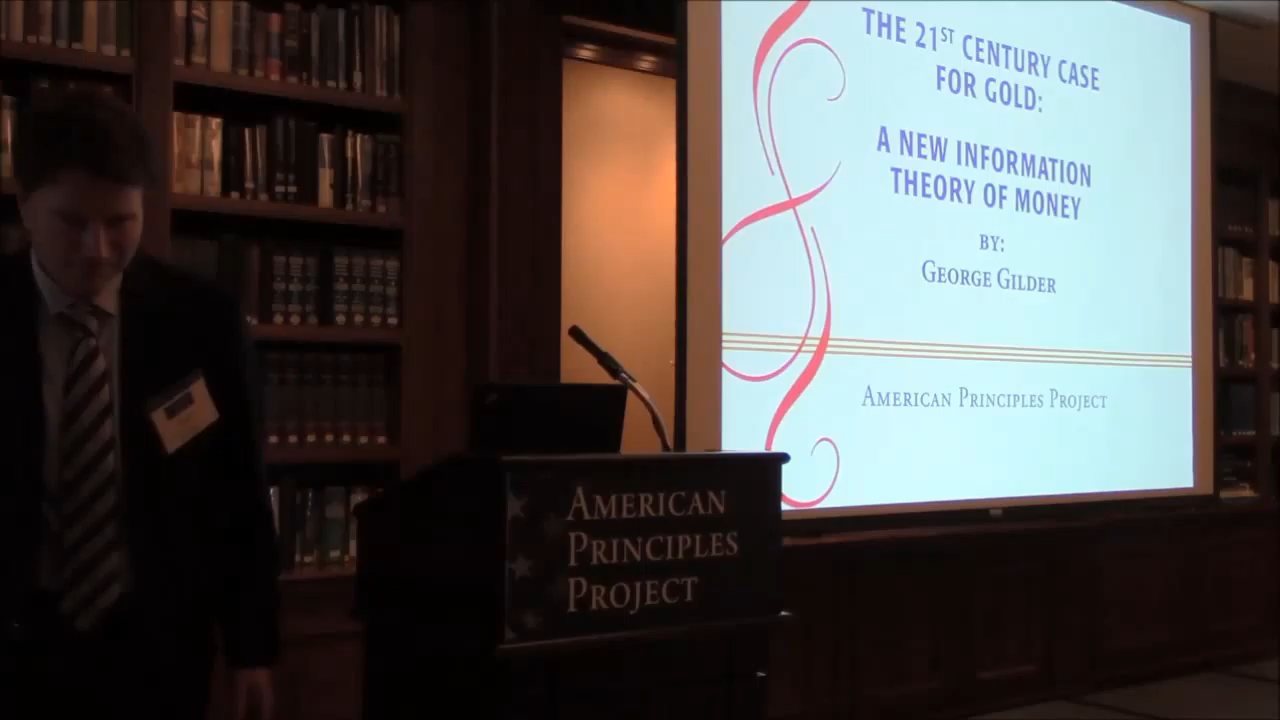 THE 21ST CENTURY CASE
FOR GOLD:
A NEW INFORMATION
THEORY OF MONEY
BY:
GEORGE GILDER
AMERICAN PRINCIPLES PROJECT
AMERICAN
PRINCIPLES
PROJECT